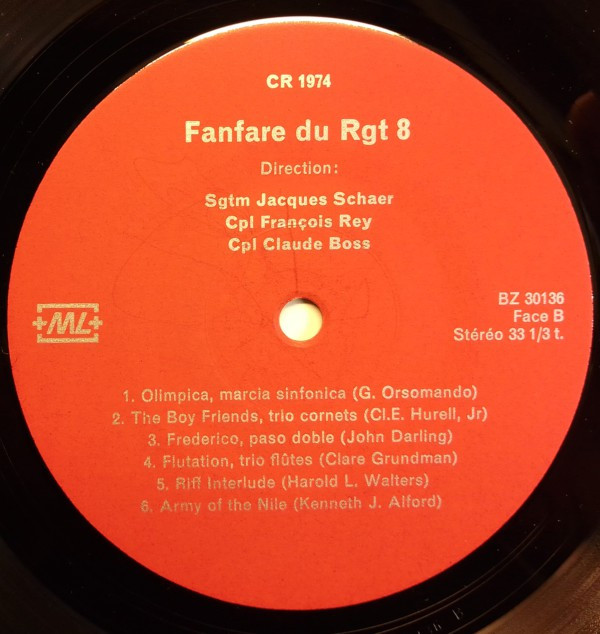 CR 1974
Fanfare du Rgt 8
Direction:
Sgtm Jacques Schaer
Cpl François Rey
Cpl Claude Boss
+ML+
BZ 30136
Face B
Stéréo 33 1/3 t.
1. Olimpica, marcia sinfonica (G. Orsomando)
2. The Boy Friends, trio cornets (Cl.E. Hurell, Jr)
3. Frederico, paso doble (John Darling)
4. Flutation, trio flûtes (Clare Grundman)
5. Riff Interlude (Harold L. Walters)
6. Army of the Nile (Kenneth J. Alford)